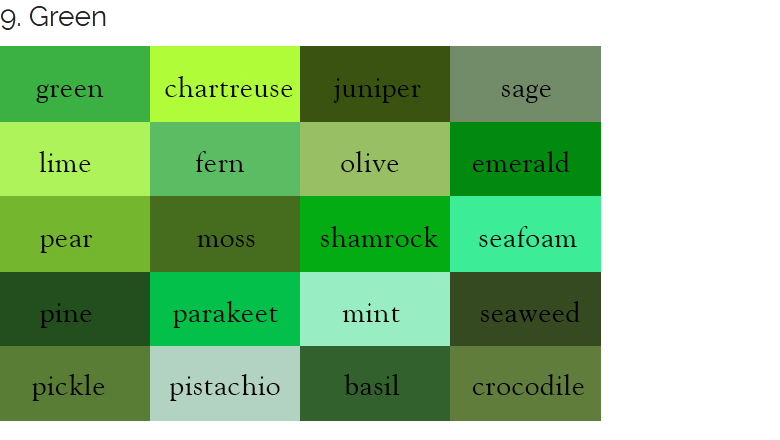 9. Green
green chartreuse juniper sage
lime fern olive emerald
pear moss shamrock seafoam
pine parakeet mint seaweed
pickle pistachio basil crocodile